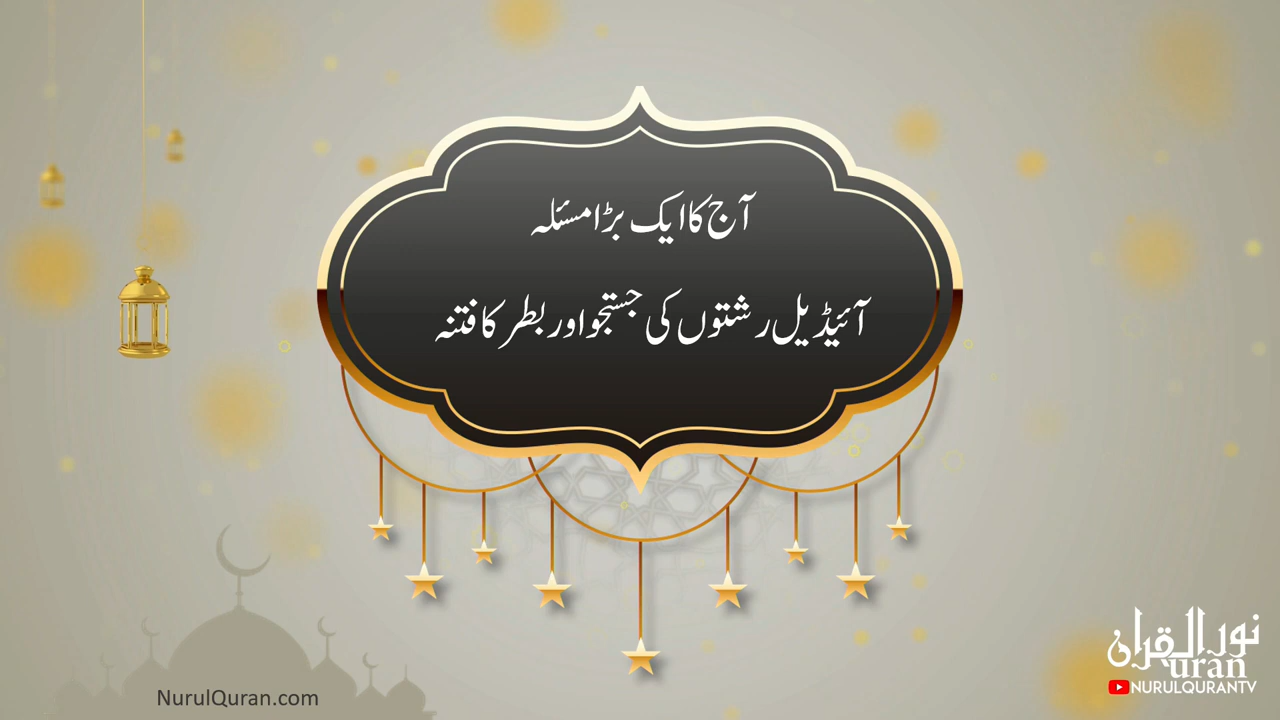 آج کا ایک بڑا مسئلہ
آئیڈیل رشتوں کی جستجو اور بطر کا فتنہ
NurulQuran.com
نور القرآن
uran
NURULQURANTV